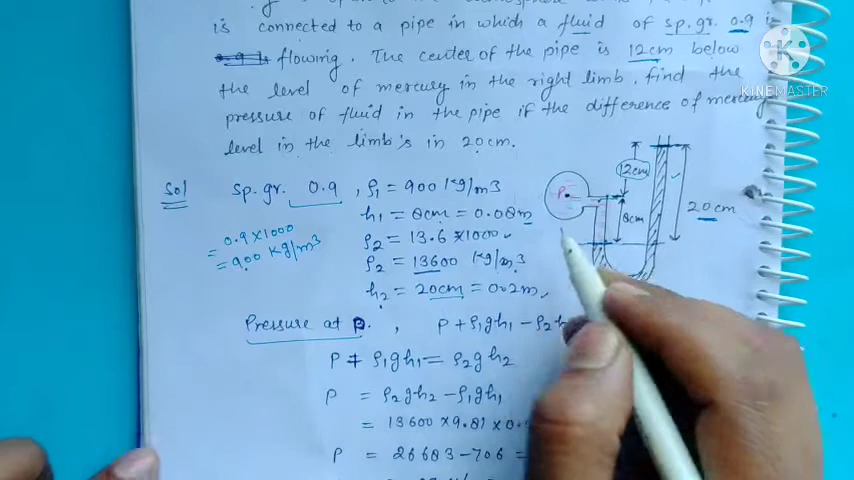 is connected to a pipe in which a fluid of sp.gr. 0.9 is
flowing. The center of the pipe is 12cm below
the level of mercury in the right limb. find the
pressure of fluid in the pipe if the difference of mercury
level in the limb's in 20cm.
KINEMASTER
Sol
Sp.gr. 0.9, ρ1 = 900 Kg/m3
= 0.9×1000
= 900 Kg/m3
h1 = 8cm = 0.08m
ρ2 = 13.6 ×1000
ρ2 = 13600 kg/m3
h2 = 20cm = 0.2m
P
12cm
8cm
20cm
Pressure at P. , P + ρ1gh1 - ρ2h
P + ρ1gh1 = ρ2gh2
P = ρ2gh2 - ρ1gh1
= 13600 × 9.81 × 0.
P = 26683 - 706 =